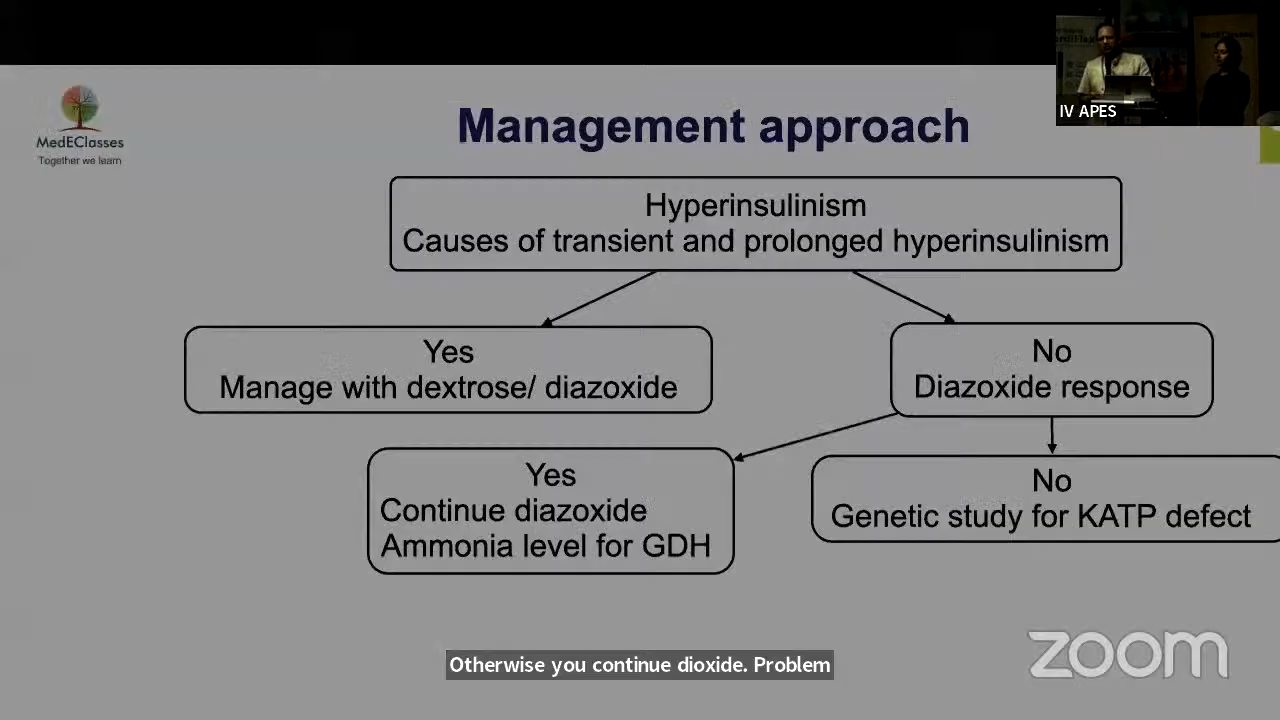 MedEClasses
Together we learn
IV APES
Management approach
Hyperinsulinism
Causes of transient and prolonged hyperinsulinism
Yes
Manage with dextrose/ diazoxide
No
Diazoxide response
Yes
Continue diazoxide
Ammonia level for GDH
No
Genetic study for KATP defect
Otherwise you continue dioxide. Problem
zoom